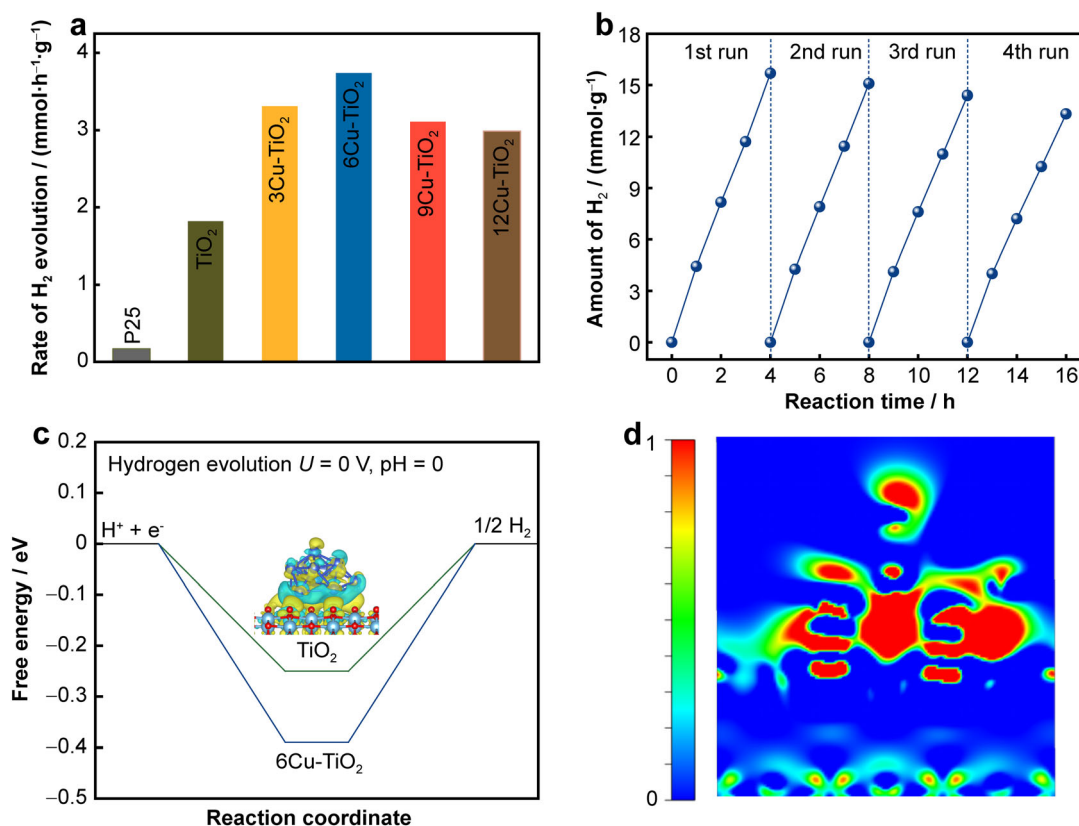 a
Rate of H₂ evolution / (mmol·h⁻¹·g⁻¹)
4
3
2
1
0
P25
TiO₂
3Cu-TiO₂
6Cu-TiO₂
9Cu-TiO₂
12Cu-TiO₂
b
Amount of H₂ / (mmol·g⁻¹)
18
15
12
9
6
3
0
1st run
2nd run
3rd run
4th run
0 2 4 6 8 10 12 14 16
Reaction time / h
c
Free energy / eV
0.2
0.1
0
−0.1
−0.2
−0.3
−0.4
−0.5
Hydrogen evolution U = 0 V, pH = 0
H⁺ + e⁻
1/2 H₂
TiO₂
6Cu-TiO₂
Reaction coordinate
d
1
0